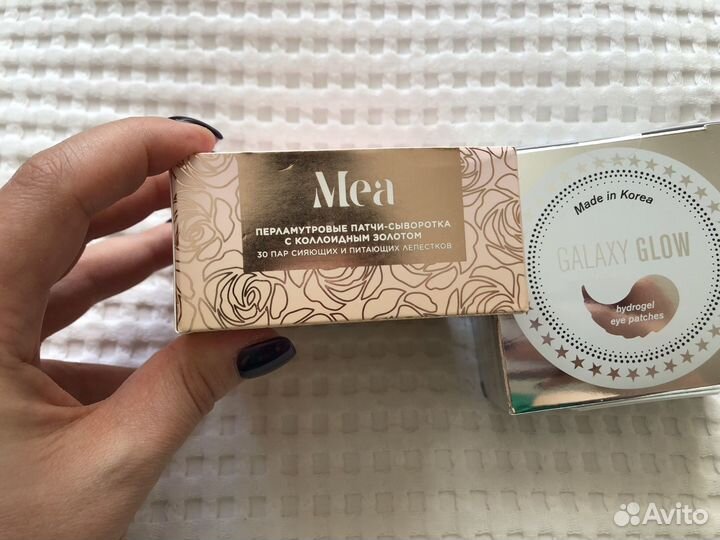 Mea
ПЕРЛАМУТРОВЫЕ ПАТЧИ-СЫВОРОТКА
С КОЛЛОИДНЫМ ЗОЛОТОМ
30 ПАР СИЯЮЩИХ И ПИТАЮЩИХ ЛЕПЕСТКОВ
Made in Korea
GALAXY GLOW
hydrogel
eye patches
Avito